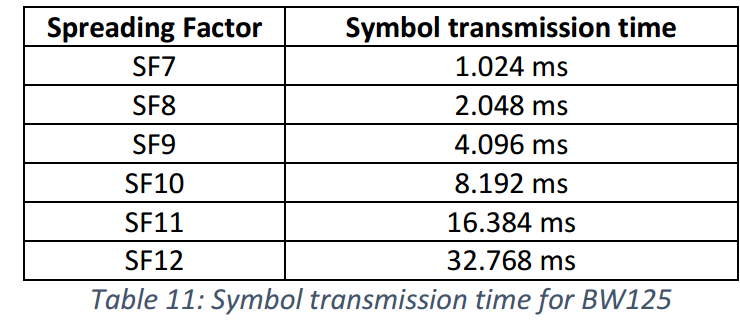 Spreading Factor Symbol transmission time
SF7 1.024 ms
SF8 2.048 ms
SF9 4.096 ms
SF10 8.192 ms
SF11 16.384 ms
SF12 32.768 ms
Table 11: Symbol transmission time for BW125